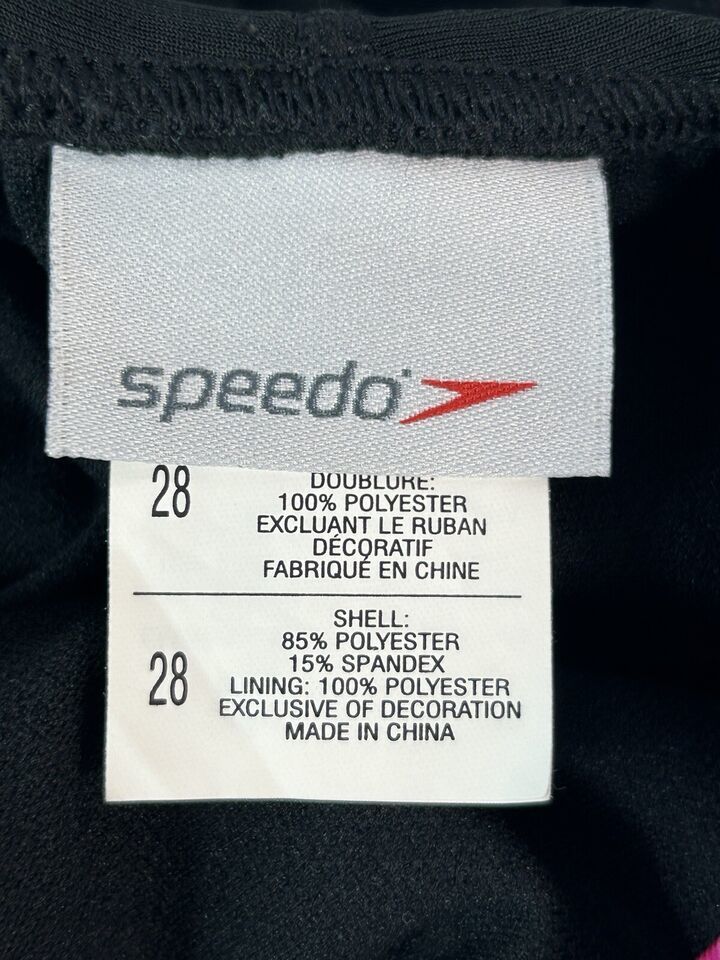 speedo
28
DOUBLURE:
100% POLYESTER
EXCLUANT LE RUBAN
DÉCORATIF
FABRIQUÉ EN CHINE
28
SHELL:
85% POLYESTER
15% SPANDEX
LINING: 100% POLYESTER
EXCLUSIVE OF DECORATION
MADE IN CHINA